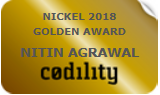 NICKEL 2018
GOLDEN AWARD
NITIN AGRAWAL
codility